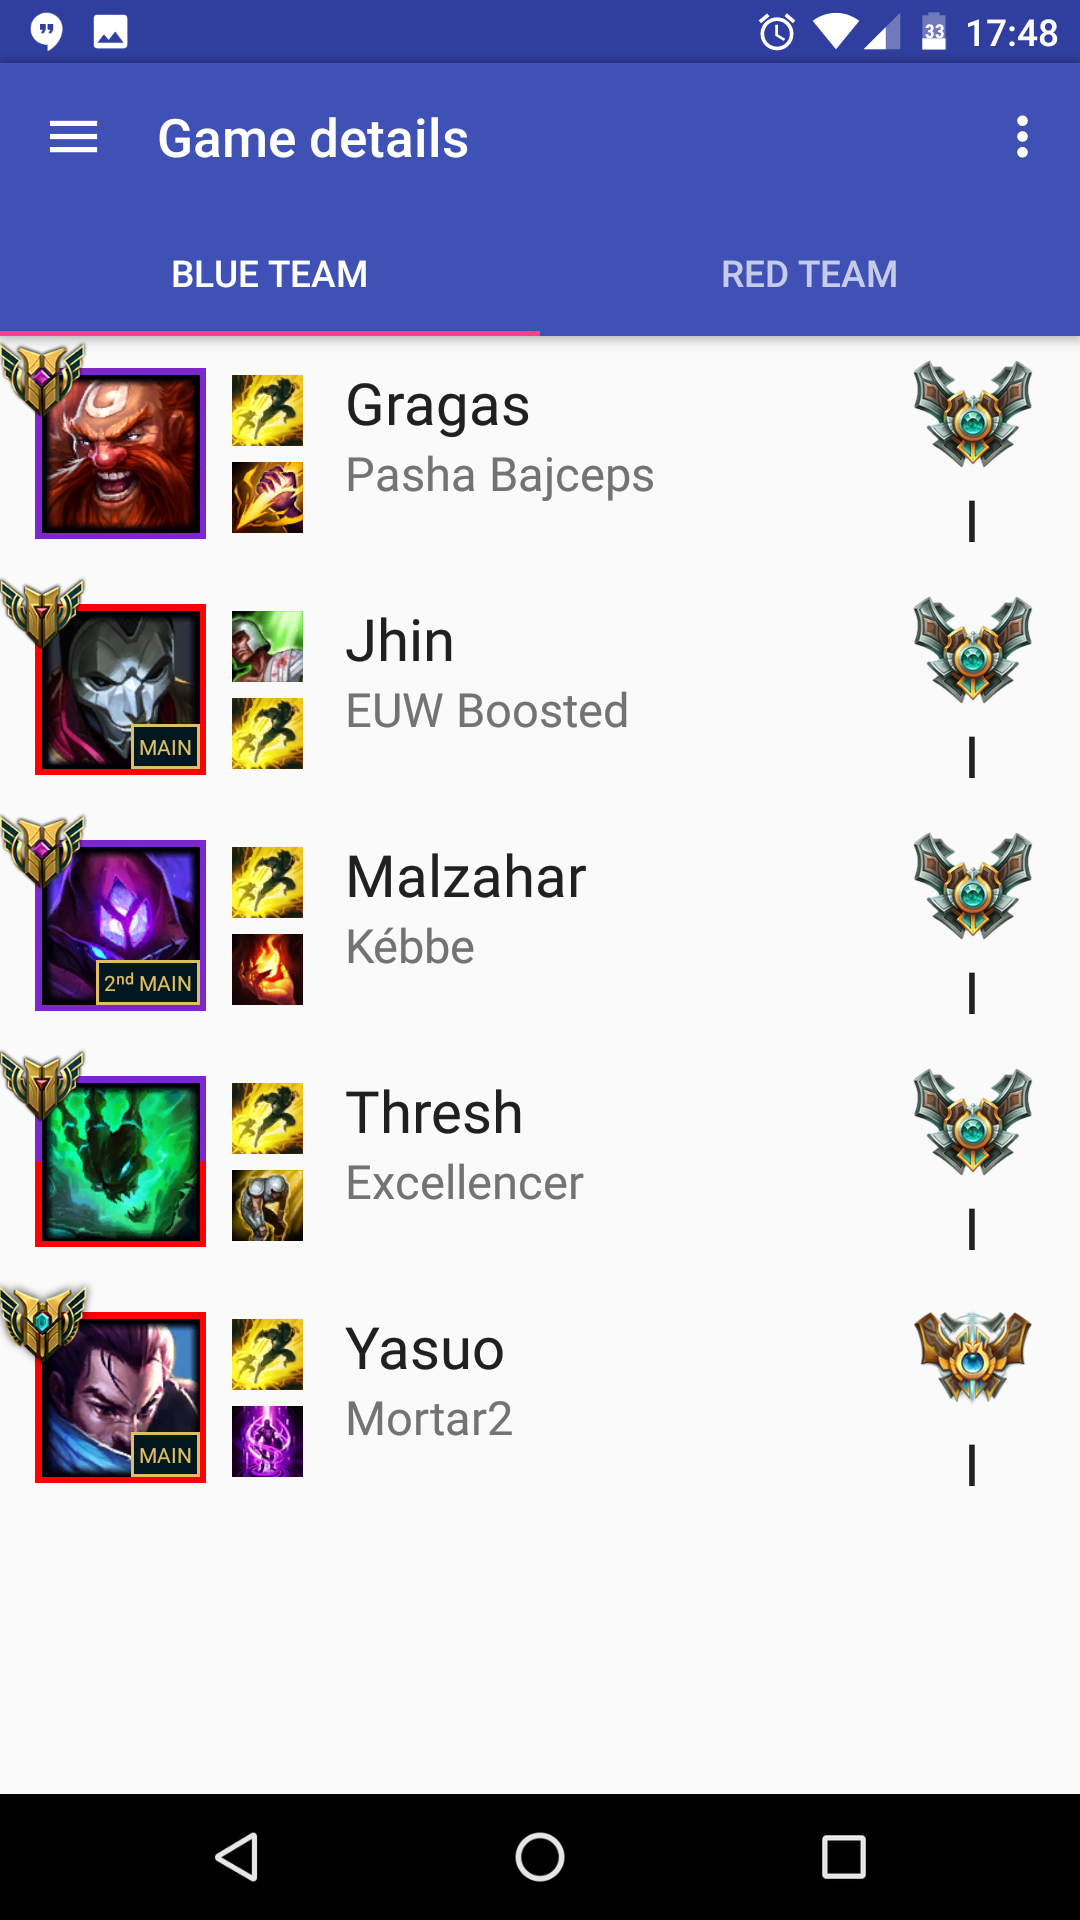 33 17:48
Game details
BLUE TEAM RED TEAM
Gragas
Pasha Bajceps
I
Jhin
EUW Boosted
MAIN
I
Malzahar
Kébbe
2nd MAIN
I
Thresh
Excellencer
I
Yasuo
Mortar2
MAIN
I